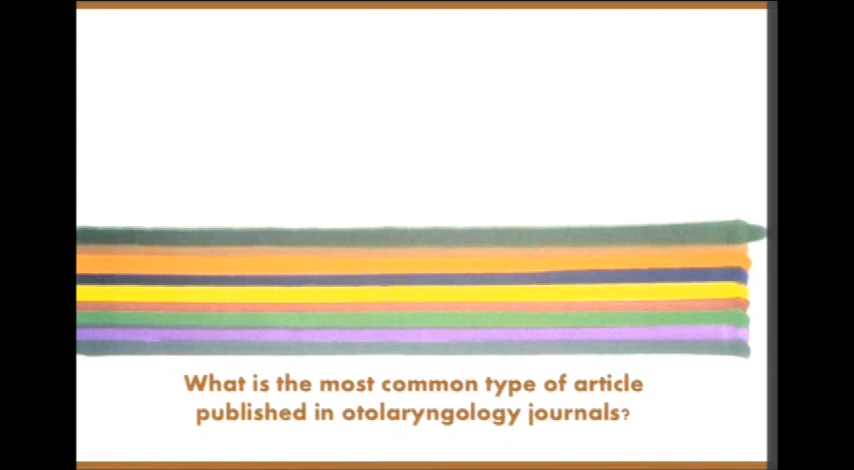 What is the most common type of article
published in otolaryngology journals?